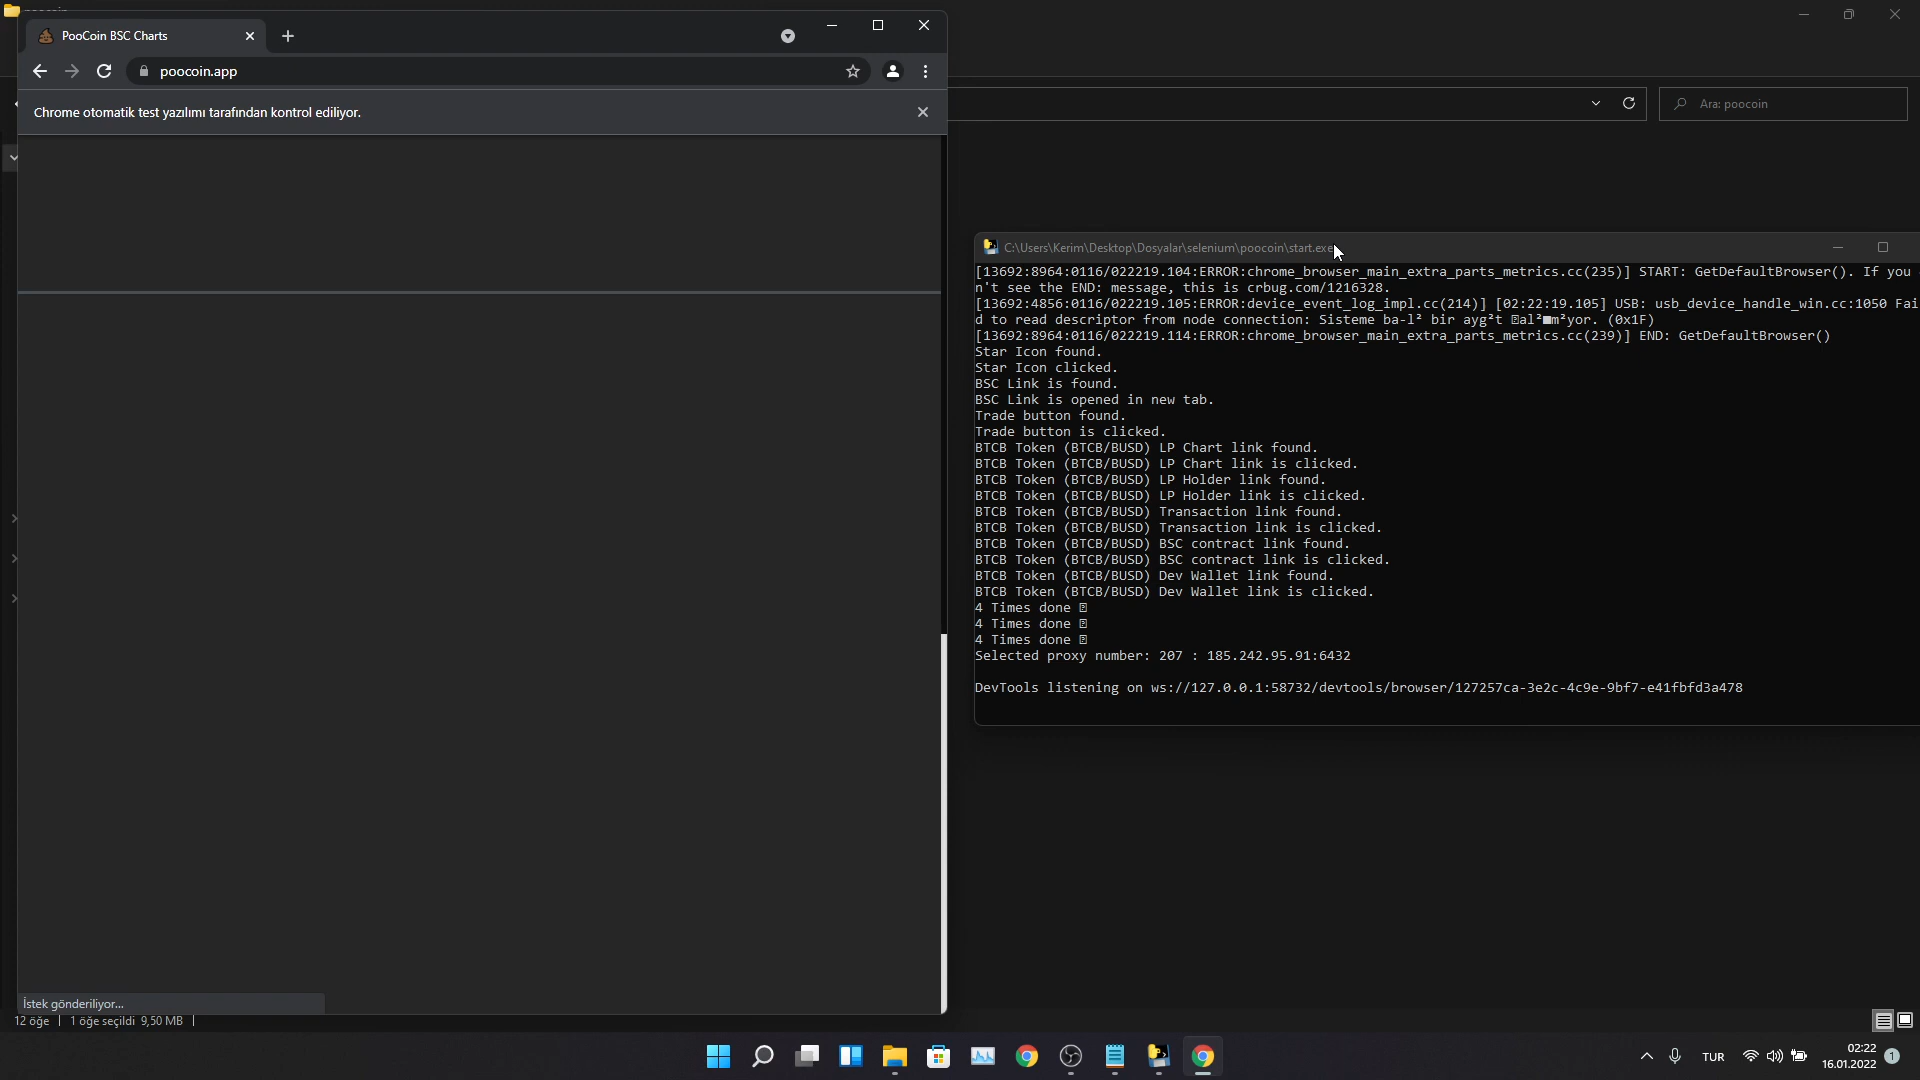 PooCoin BSC Charts
poocoin.app
Chrome otomatik test yazılımı tarafından kontrol ediliyor.
Ara: poocoin
C:\Users\Kerim\Desktop\Dosyalar\selenium\poocoin\start.exe
[13692:8964:0116/022219.104:ERROR:chrome_browser_main_extra_parts_metrics.cc(235)] START: GetDefaultBrowser(). If you
n't see the END: message, this is crbug.com/1216328.
[13692:4856:0116/022219.105:ERROR:device_event_log_impl.cc(214)] [02:22:19.105] USB: usb_device_handle_win.cc:1050 Fai
d to read descriptor from node connection: Sisteme ba-l² bir ayg²t al²■m²yor. (0x1F)
[13692:8964:0116/022219.114:ERROR:chrome_browser_main_extra_parts_metrics.cc(239)] END: GetDefaultBrowser()
Star Icon found.
Star Icon clicked.
BSC Link is found.
BSC Link is opened in new tab.
Trade button found.
Trade button is clicked.
BTCB Token (BTCB/BUSD) LP Chart link found.
BTCB Token (BTCB/BUSD) LP Chart link is clicked.
BTCB Token (BTCB/BUSD) LP Holder link found.
BTCB Token (BTCB/BUSD) LP Holder link is clicked.
BTCB Token (BTCB/BUSD) Transaction link found.
BTCB Token (BTCB/BUSD) Transaction link is clicked.
BTCB Token (BTCB/BUSD) BSC contract link found.
BTCB Token (BTCB/BUSD) BSC contract link is clicked.
BTCB Token (BTCB/BUSD) Dev Wallet link found.
BTCB Token (BTCB/BUSD) Dev Wallet link is clicked.
4 Times done
4 Times done
4 Times done
Selected proxy number: 207 : 185.242.95.91:6432
DevTools listening on ws://127.0.0.1:58732/devtools/browser/127257ca-3e2c-4c9e-9bf7-e41fbfd3a478
İstek gönderiliyor...
12 öğe | 1 öğe seçildi 9,50 MB |
TUR
02:22
16.01.2022
1